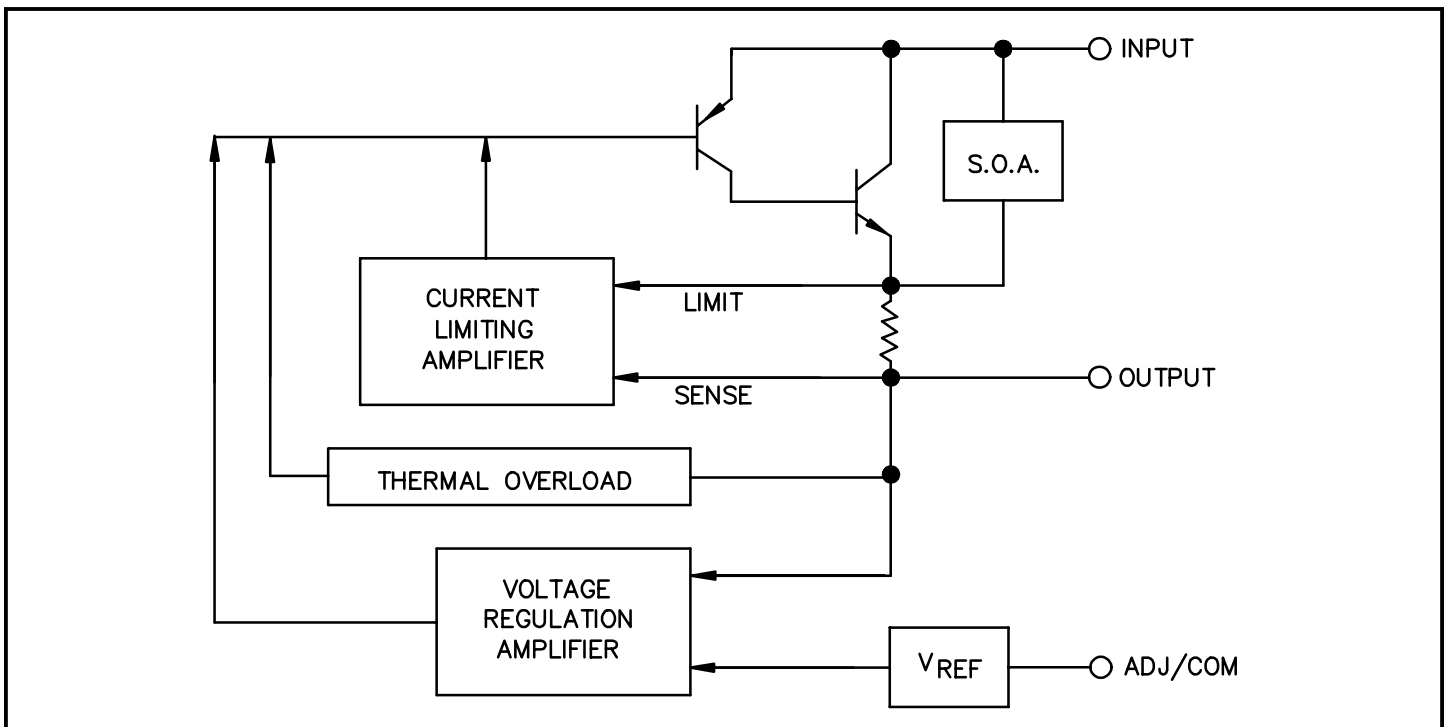 INPUT
S.O.A.
CURRENT
LIMITING
AMPLIFIER
LIMIT
SENSE
OUTPUT
THERMAL OVERLOAD
VOLTAGE
REGULATION
AMPLIFIER
VREF
ADJ/COM